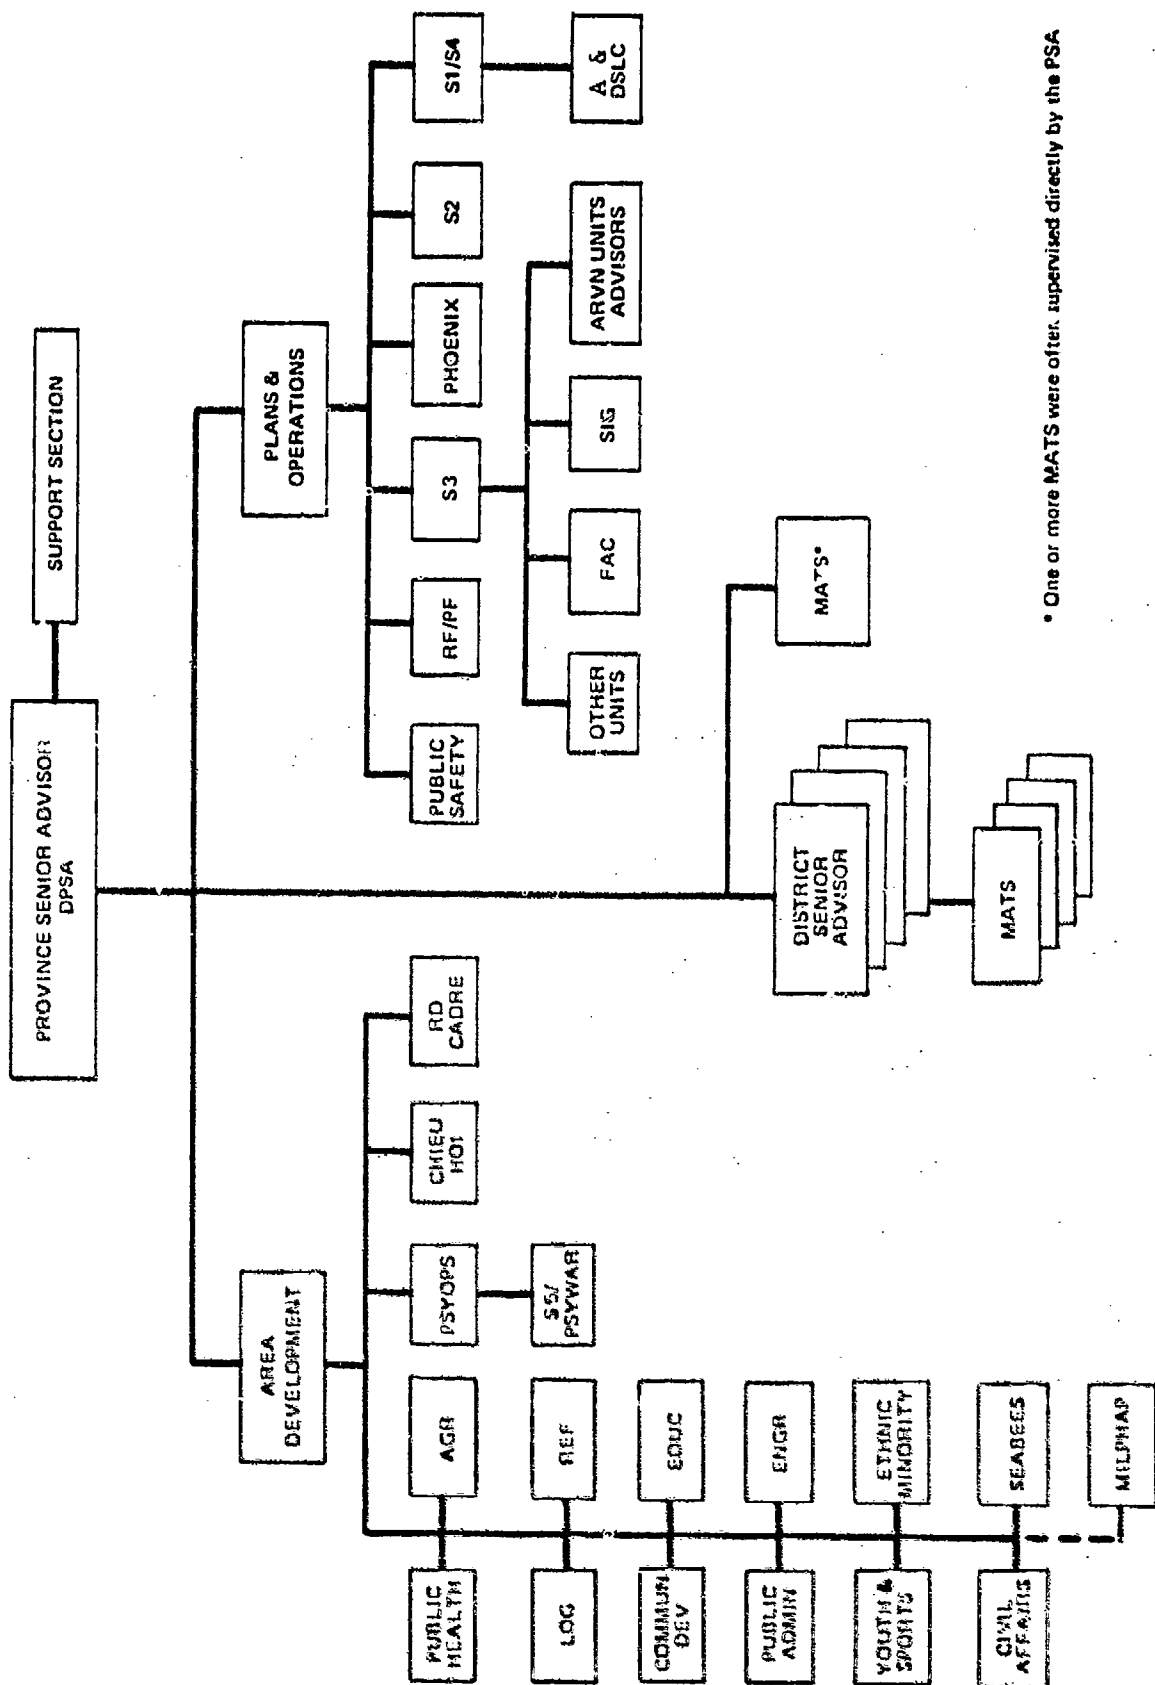 PROVINCE SENIOR ADVISOR
DPSA
SUPPORT SECTION
AREA
DEVELOPMENT
PLANS &
OPERATIONS
PSYOPS
CHIEU
HOI
RD
CADRE
PUBLIC
SAFETY
RF/PF
S3
PHOENIX
S2
S1/S4
S5/
PSYWAR
A &
DSLC
OTHER
UNITS
FAC
SIG
ARVN UNITS
ADVISORS
PUBLIC
HEALTH
AGR
LOG
REF
COMMUN
DEV
EDUC
PUBLIC
ADMIN
ENGR
YOUTH &
SPORTS
ETHNIC
MINORITY
CIVIL
AFFAIRS
SEABEES
MILPHAP
DISTRICT
SENIOR
ADVISOR
MATS*
MATS
* One or more MATS were often supervised directly by the PSA